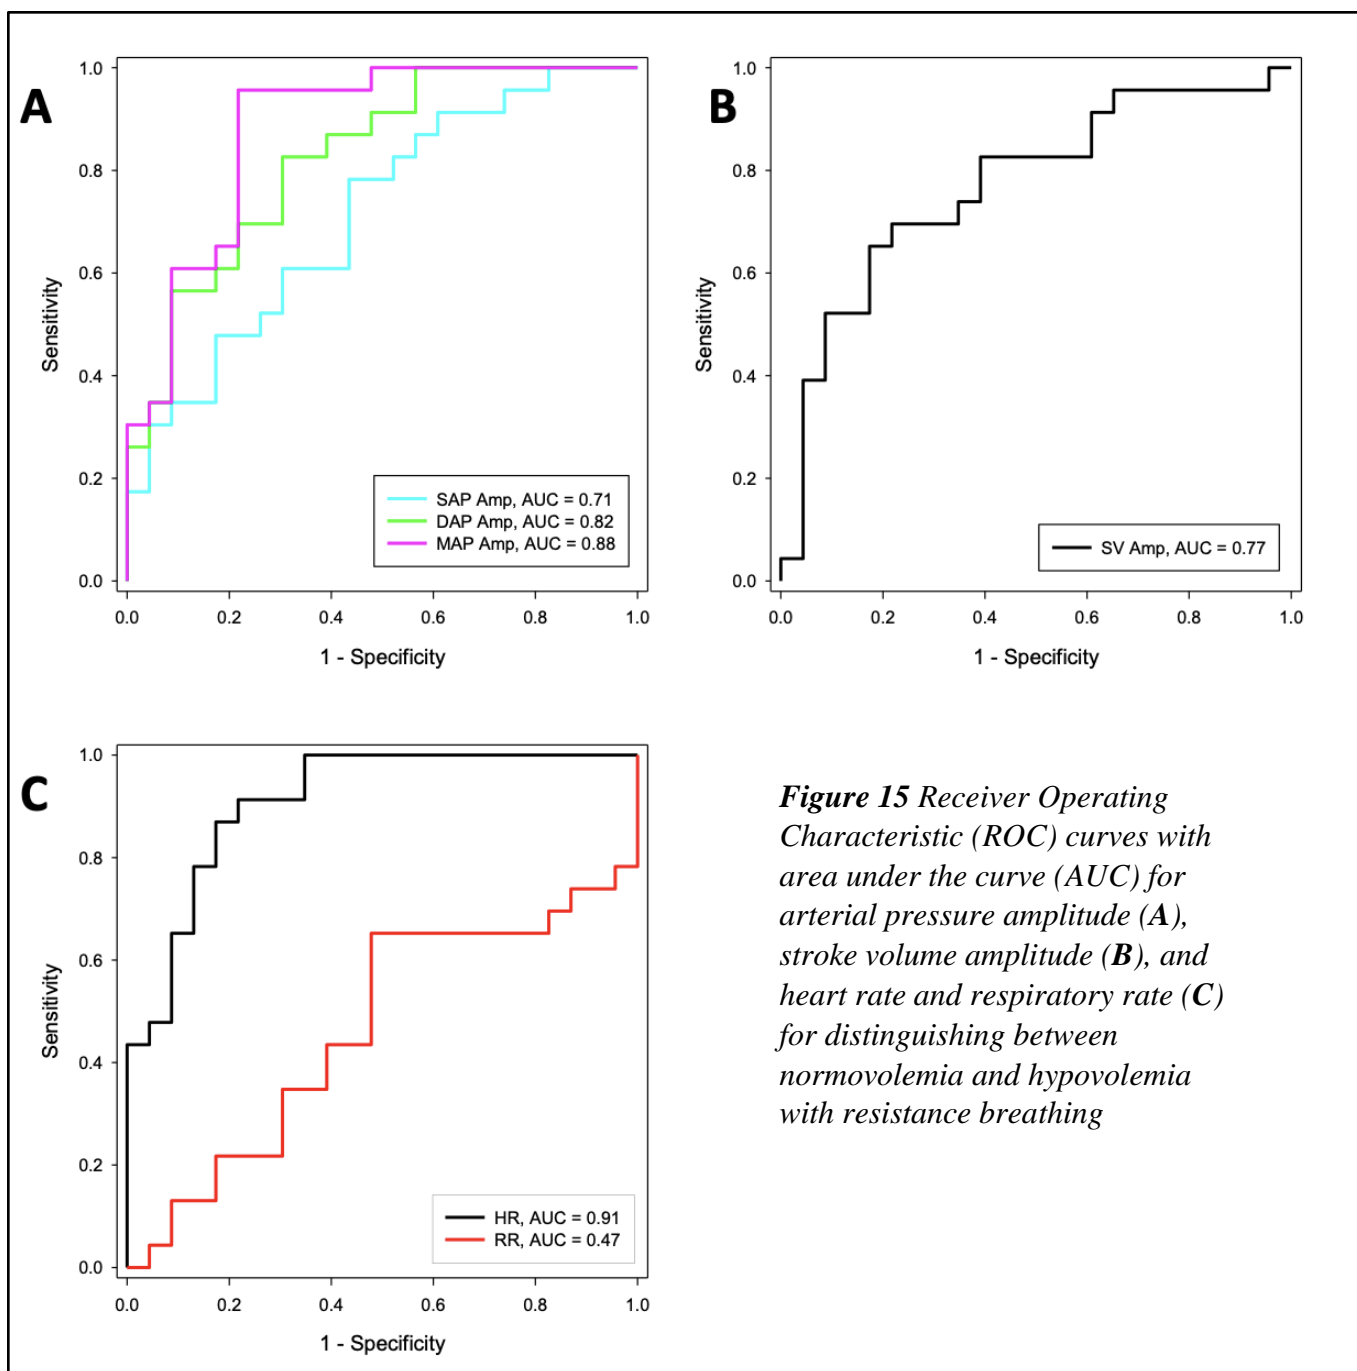 A
1.0
0.8
0.6
0.4
0.2
0.0
Sensitivity
0.0 0.2 0.4 0.6 0.8 1.0
1 - Specificity
SAP Amp, AUC = 0.71
DAP Amp, AUC = 0.82
MAP Amp, AUC = 0.88
B
1.0
0.8
0.6
0.4
0.2
0.0
Sensitivity
0.0 0.2 0.4 0.6 0.8 1.0
1 - Specificity
SV Amp, AUC = 0.77
C
1.0
0.8
0.6
0.4
0.2
0.0
Sensitivity
0.0 0.2 0.4 0.6 0.8 1.0
1 - Specificity
HR, AUC = 0.91
RR, AUC = 0.47
Figure 15 Receiver Operating
Characteristic (ROC) curves with
area under the curve (AUC) for
arterial pressure amplitude (A),
stroke volume amplitude (B), and
heart rate and respiratory rate (C)
for distinguishing between
normovolemia and hypovolemia
with resistance breathing